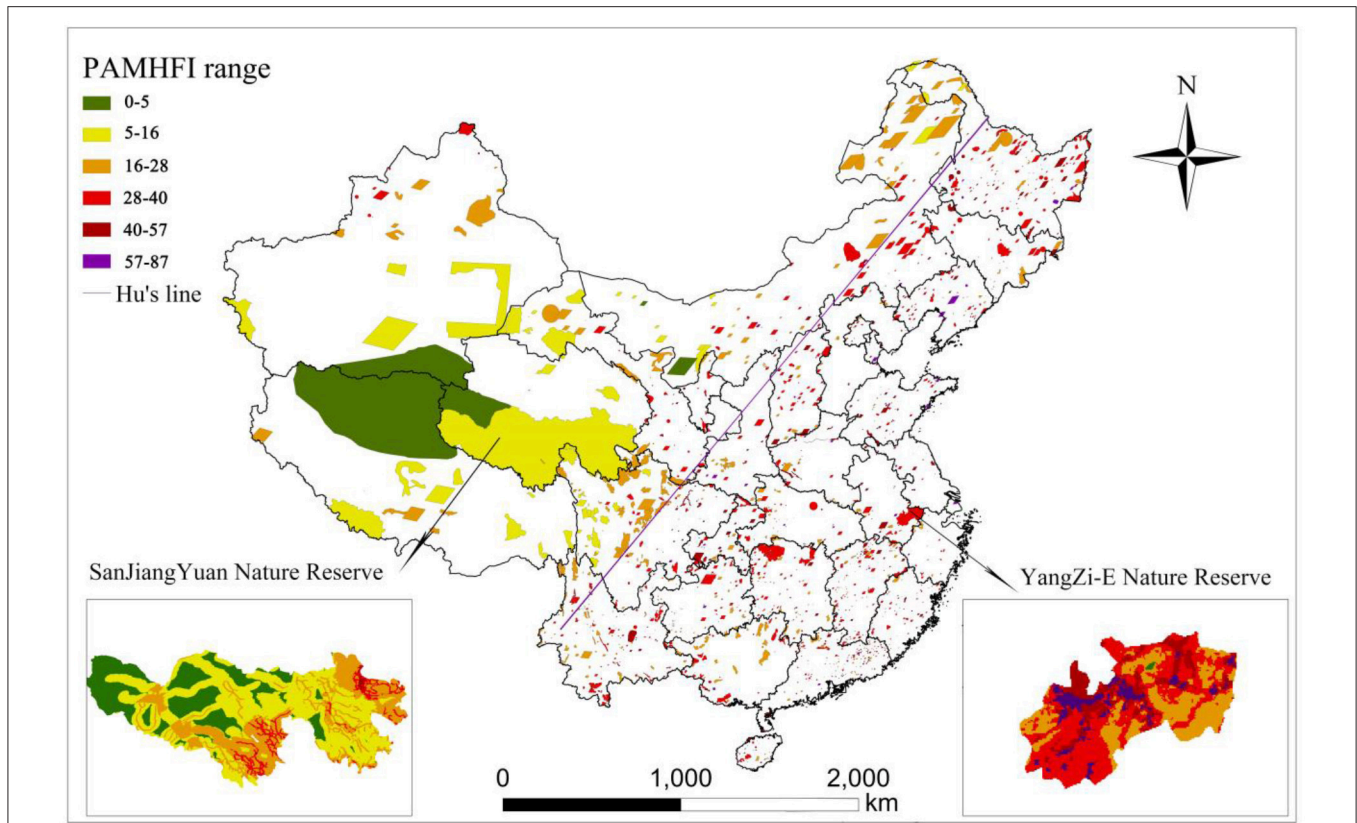 PAMHFI range
0-5
5-16
16-28
28-40
40-57
57-87
Hu's line
N
SanJiangYuan Nature Reserve
YangZi-E Nature Reserve
0 1,000 2,000
km